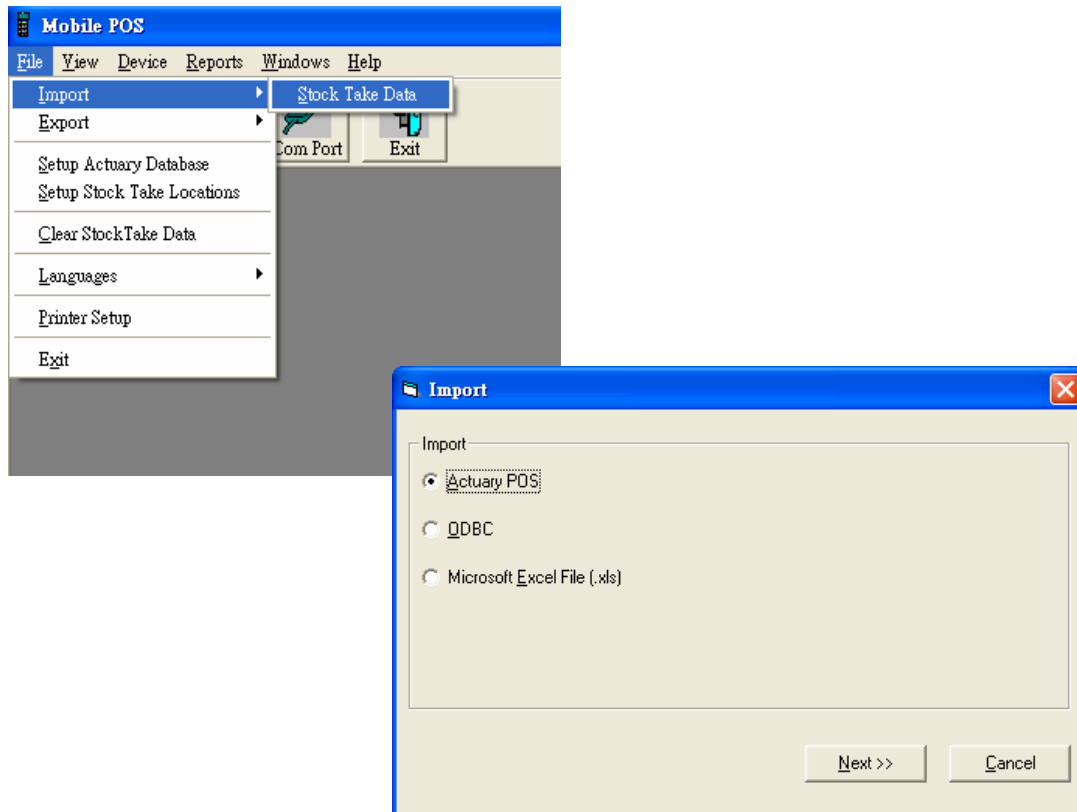 Mobile POS
File View Device Reports Windows Help
Import
Stock Take Data
Export
Com Port
Exit
Setup Actuary Database
Setup Stock Take Locations
Clear StockTake Data
Languages
Printer Setup
Exit
Import
Import
Actuary POS
ODBC
Microsoft Excel File (.xls)
Next >>
Cancel